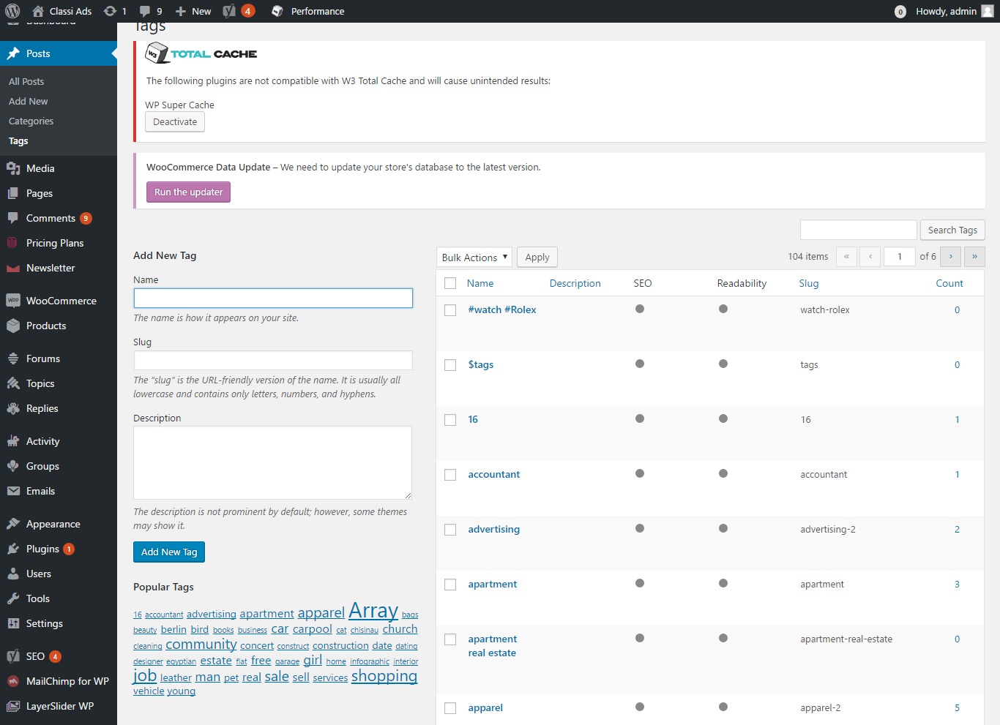 Classi Ads
1
9
New
4
Performance
0
Howdy, admin
Dashboard
Posts
All Posts
Add New
Categories
Tags
Media
Pages
Comments 9
Pricing Plans
Newsletter
WooCommerce
Products
Forums
Topics
Replies
Activity
Groups
Emails
Appearance
Plugins 1
Users
Tools
Settings
SEO 4
MailChimp for WP
LayerSlider WP
Tags
W3 TOTAL CACHE
The following plugins are not compatible with W3 Total Cache and will cause unintended results:
WP Super Cache
Deactivate
WooCommerce Data Update – We need to update your store's database to the latest version.
Run the updater
Search Tags
Add New Tag
Name
The name is how it appears on your site.
Slug
The “slug” is the URL-friendly version of the name. It is usually all
lowercase and contains only letters, numbers, and hyphens.
Description
The description is not prominent by default; however, some themes
may show it.
Add New Tag
Popular Tags
16 accountant advertising apartment apparel Array bags
beauty berlin bird books business car carpool cat chisinau church
cleaning community concert construct construction date dating
designer egyptian estate flat free garage girl home infographic interior
job leather man pet real sale sell services shopping
vehicle young
Bulk Actions ▼ Apply
104 items « ‹ 1 of 6 › »
Name Description SEO Readability Slug Count
#watch #Rolex watch-rolex 0
$tags tags 0
16 16 1
accountant accountant 1
advertising advertising-2 2
apartment apartment 3
apartment apartment-real-estate 0
real estate
apparel apparel-2 5